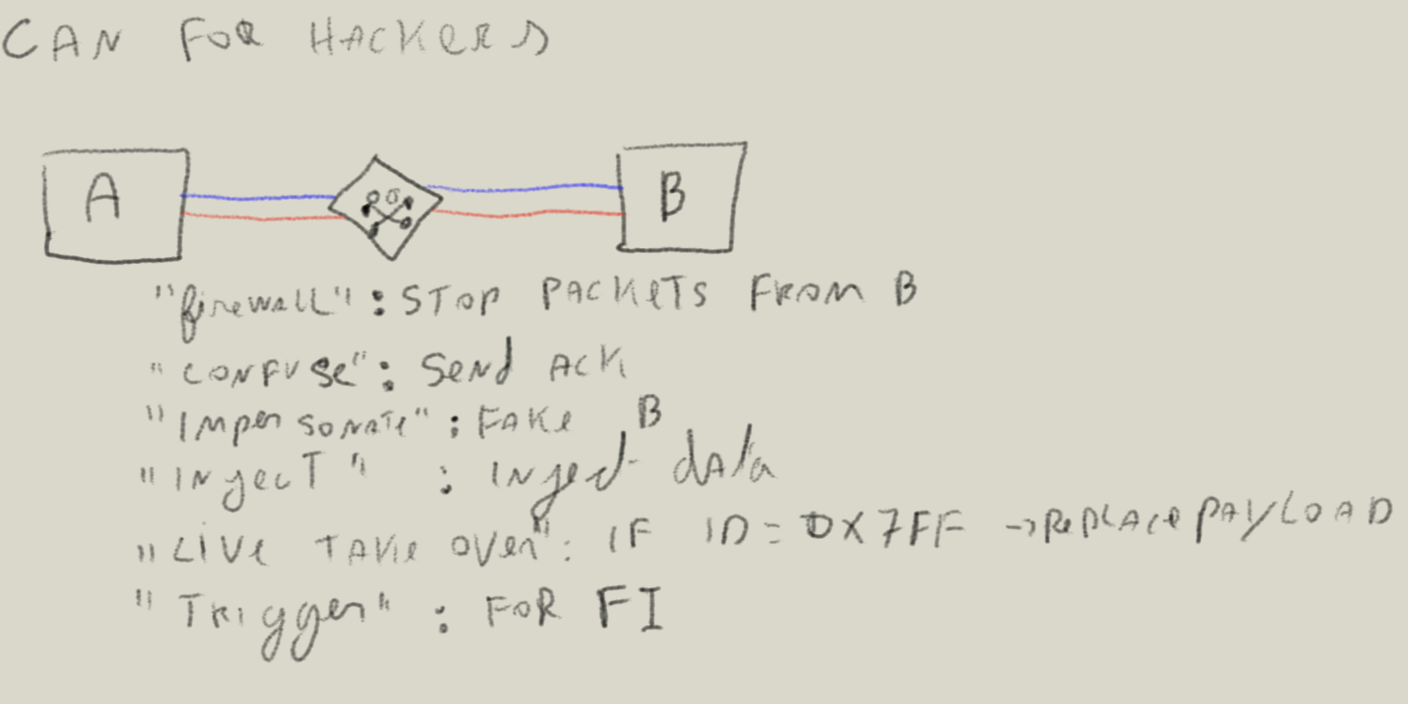 CAN FOR HACKERS
A
B
"firewall": STOP PACKETS FROM B
"CONFUSE": SEND ACK
"IMPERSONATE": FAKE B
"INJECT": INJECT DATA
"LIVE TAKE OVER": IF ID = 0X7FF → REPLACE PAYLOAD
"TRIGGER": FOR FI